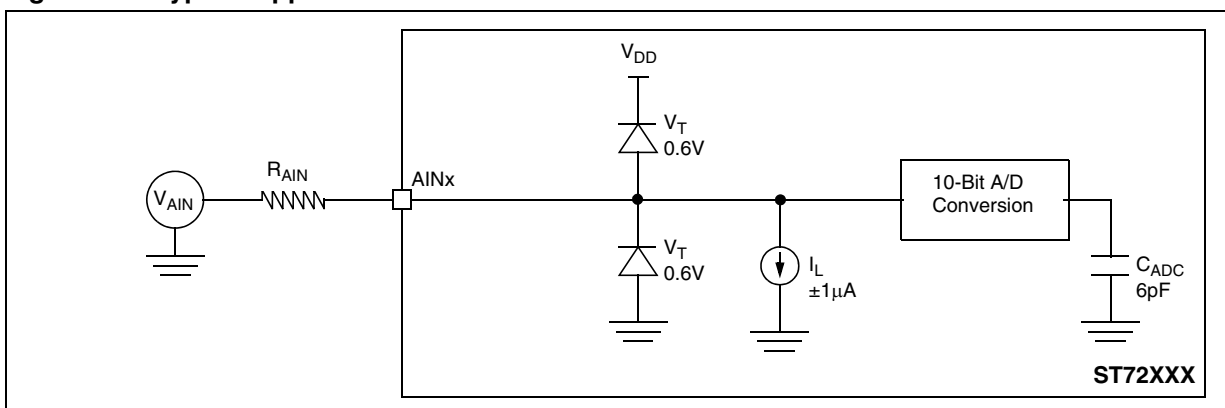 V_DD
V_T
0.6V
R_AIN
AINx
V_AIN
10-Bit A/D
Conversion
V_T
0.6V
I_L
±1μA
C_ADC
6pF
ST72XXX